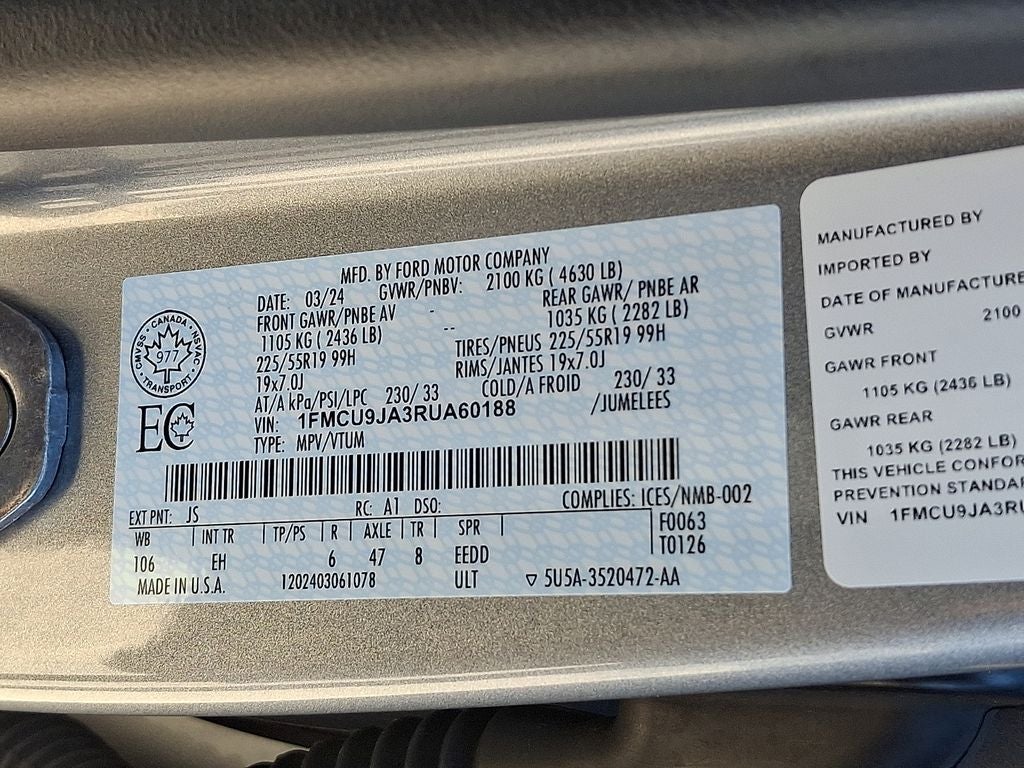 MFD. BY FORD MOTOR COMPANY
DATE: 03/24 GVWR/PNBV: 2100 KG ( 4630 LB)
FRONT GAWR/PNBE AV - REAR GAWR/ PNBE AR
1105 KG ( 2436 LB) -- 1035 KG ( 2282 LB)
225/55R19 99H TIRES/PNEUS 225/55R19 99H
19x7.0J RIMS/JANTES 19x7.0J
AT/A kPa/PSI/LPC 230/ 33 COLD/A FROID 230/ 33
VIN: 1FMCU9JA3RUA60188 /JUMELEES
TYPE: MPV/VTUM
CANADA
CMVSS · NSVAC
977
TRANSPORT
EC
EXT PNT: JS RC: A1 DSO: COMPLIES: ICES/NMB-002
WB INT TR TP/PS R AXLE TR SPR F0063
106 EH 6 47 8 EEDD T0126
MADE IN U.S.A. 1202403061078 ULT ▽ 5U5A-3520472-AA
MANUFACTURED BY
IMPORTED BY
DATE OF MANUFACTURE
GVWR 2100
GAWR FRONT
1105 KG (2436 LB)
GAWR REAR
1035 KG (2282 LB)
THIS VEHICLE CONFOR
PREVENTION STANDAR
VIN 1FMCU9JA3RU